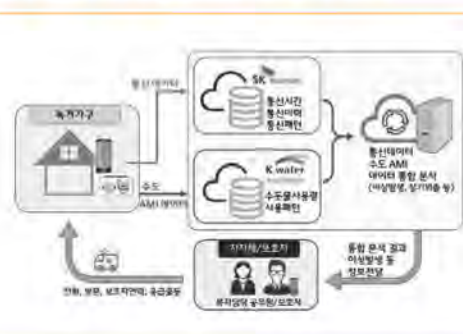 독거가구
통신 데이터
수도
AMI 데이터
SK
통신시간
통신이력
통신패턴
K water
수도물사용량
사용패턴
통신데이터
수도 AMI
데이터 통합 분석
(이상발생, 장기외출 등)
지자체/보호자
복지담당 공무원/보호자
통합 분석 결과
이상발생 등
정보전달
전화, 방문, 보호자연락, 응급출동